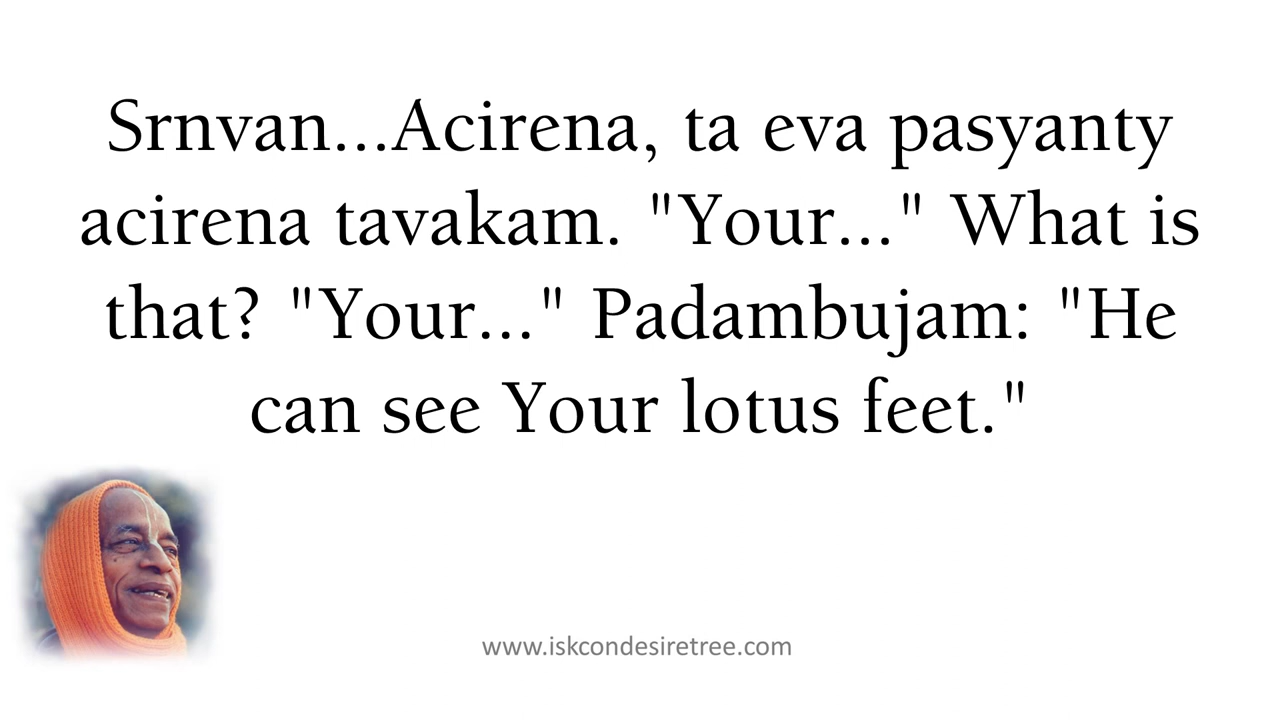 Srnvan...Acirena, ta eva pasyanty
acirena tavakam. "Your..." What is
that? "Your..." Padambujam: "He
can see Your lotus feet."
www.iskcondesiretree.com